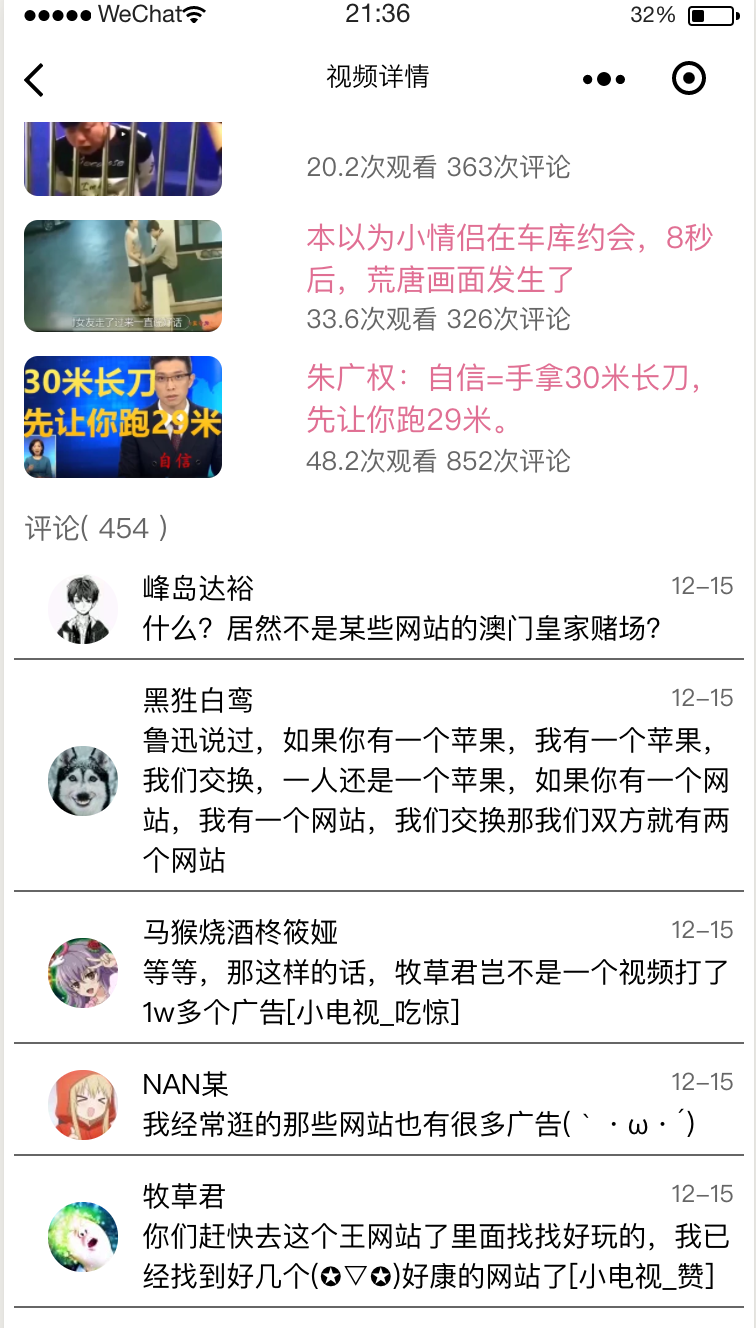 ●●●●● WeChat 21:36 32%
视频详情
20.2次观看 363次评论
本以为小情侣在车库约会，8秒
后，荒唐画面发生了
33.6次观看 326次评论
30米长刀
先让你跑29米
自信
朱广权：自信=手拿30米长刀，
先让你跑29米。
48.2次观看 852次评论
评论( 454 )
峰岛达裕 12-15
什么？居然不是某些网站的澳门皇家赌场？
黑狌白鸾 12-15
鲁迅说过，如果你有一个苹果，我有一个苹果，
我们交换，一人还是一个苹果，如果你有一个网
站，我有一个网站，我们交换那我们双方就有两
个网站
马猴烧酒柊筱娅 12-15
等等，那这样的话，牧草君岂不是一个视频打了
1w多个广告[小电视_吃惊]
NAN某 12-15
我经常逛的那些网站也有很多广告(｀・ω・´)
牧草君 12-15
你们赶快去这个王网站了里面找找好玩的，我已
经找到好几个(✪▽✪)好康的网站了[小电视_赞]